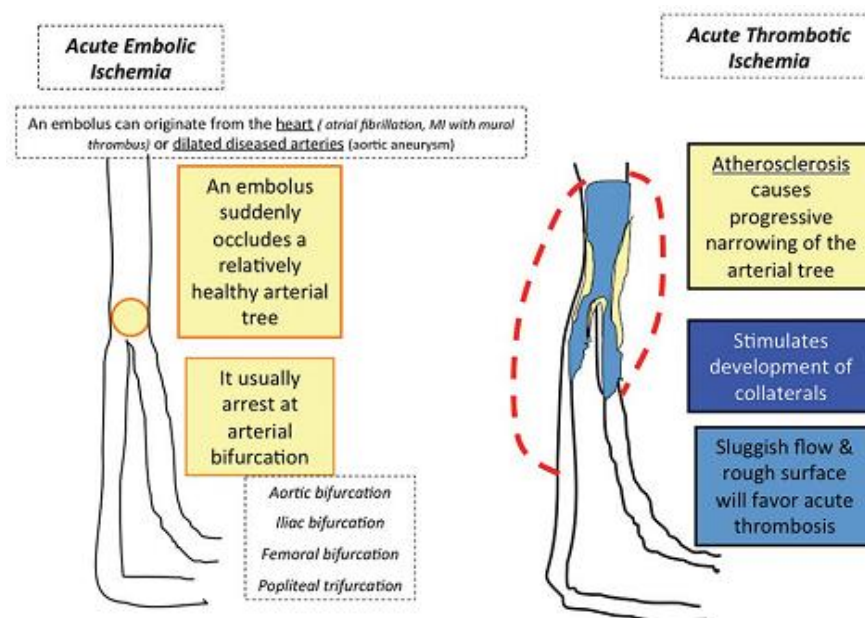 Acute Embolic
Ischemia
An embolus can originate from the heart ( atrial fibrillation, MI with mural
thrombus) or dilated diseased arteries (aortic aneurysm)
An embolus
suddenly
occludes a
relatively
healthy arterial
tree
It usually
arrest at
arterial
bifurcation
Aortic bifurcation
Iliac bifurcation
Femoral bifurcation
Popliteal trifurcation
Acute Thrombotic
Ischemia
Atherosclerosis
causes
progressive
narrowing of the
arterial tree
Stimulates
development of
collaterals
Sluggish flow &
rough surface
will favor acute
thrombosis